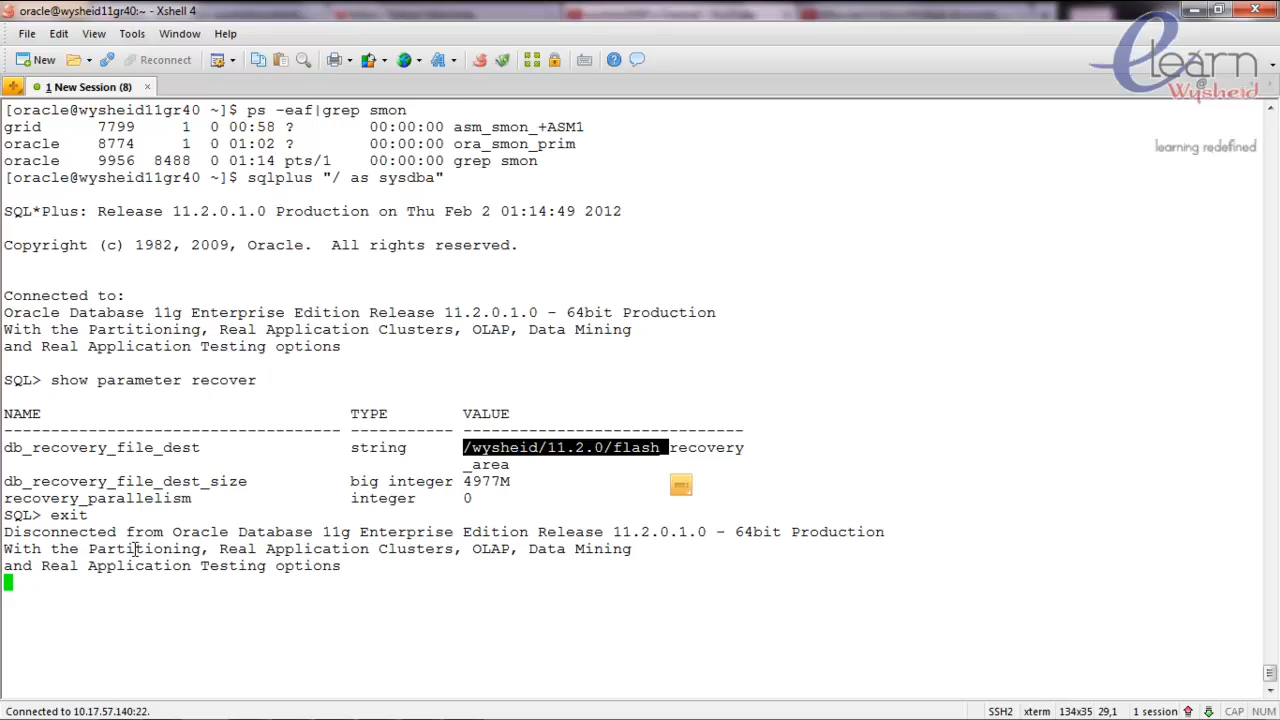 oracle@wysheid11gr40:~ - Xshell 4
File Edit View Tools Window Help
New Reconnect
1 New Session (8)
elearn
@
Wysheid
learning redefined
[oracle@wysheid11gr40 ~]$ ps -eaf|grep smon
grid 7799 1 0 00:58 ? 00:00:00 asm_smon_+ASM1
oracle 8774 1 0 01:02 ? 00:00:00 ora_smon_prim
oracle 9956 8488 0 01:14 pts/1 00:00:00 grep smon
[oracle@wysheid11gr40 ~]$ sqlplus "/ as sysdba"
SQL*Plus: Release 11.2.0.1.0 Production on Thu Feb 2 01:14:49 2012
Copyright (c) 1982, 2009, Oracle. All rights reserved.
Connected to:
Oracle Database 11g Enterprise Edition Release 11.2.0.1.0 - 64bit Production
With the Partitioning, Real Application Clusters, OLAP, Data Mining
and Real Application Testing options
SQL> show parameter recover
NAME TYPE VALUE
------------------------------------ ----------- ------------------------------
db_recovery_file_dest string /wysheid/11.2.0/flash_recovery
_area
db_recovery_file_dest_size big integer 4977M
recovery_parallelism integer 0
SQL> exit
Disconnected from Oracle Database 11g Enterprise Edition Release 11.2.0.1.0 - 64bit Production
With the Partitioning, Real Application Clusters, OLAP, Data Mining
and Real Application Testing options
Connected to 10.17.57.140:22. SSH2 xterm 134x35 29,1 1 session CAP NUM